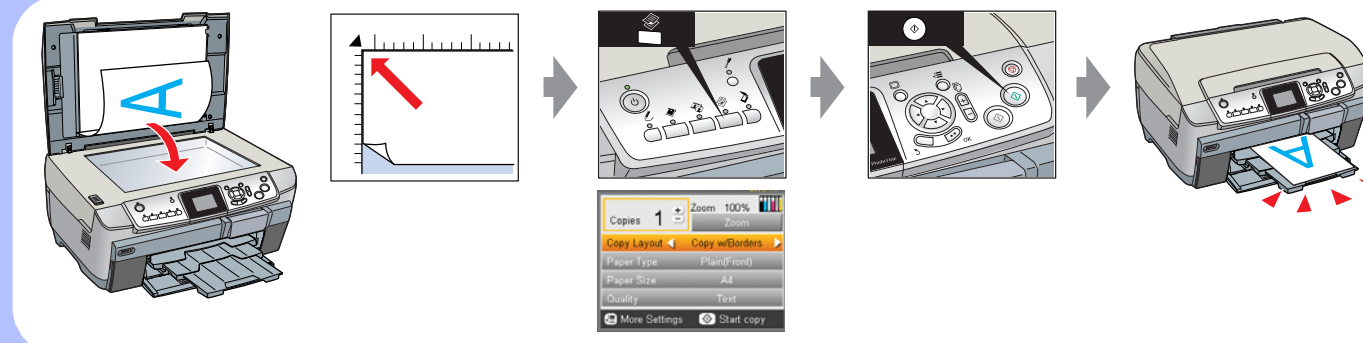 A
Copies 1 + -
Zoom 100%
Zoom
Copy Layout Copy w/Borders
Paper Type Plain(Front)
Paper Size A4
Quality Text
More Settings Start copy
OK
A